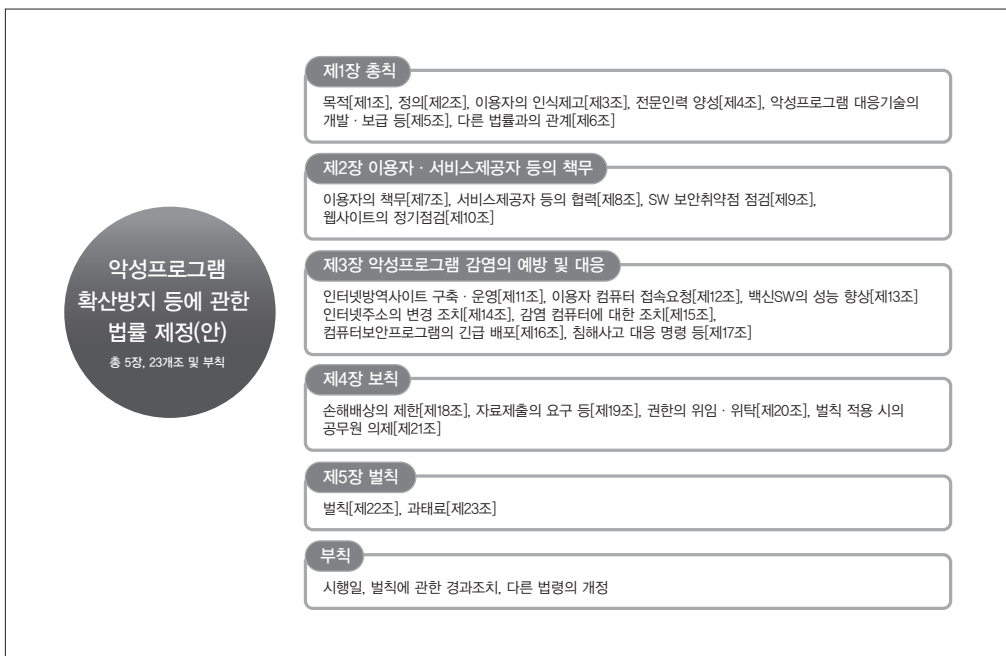 악성프로그램
확산방지 등에 관한
법률 제정(안)
총 5장, 23개조 및 부칙
제1장 총칙
목적[제1조], 정의[제2조], 이용자의 인식제고[제3조], 전문인력 양성[제4조], 악성프로그램 대응기술의
개발 · 보급 등[제5조], 다른 법률과의 관계[제6조]
제2장 이용자 · 서비스제공자 등의 책무
이용자의 책무[제7조], 서비스제공자 등의 협력[제8조], SW 보안취약점 점검[제9조],
웹사이트의 정기점검[제10조]
제3장 악성프로그램 감염의 예방 및 대응
인터넷방역사이트 구축 · 운영[제11조], 이용자 컴퓨터 접속요청[제12조], 백신SW의 성능 향상[제13조]
인터넷주소의 변경 조치[제14조], 감염 컴퓨터에 대한 조치[제15조],
컴퓨터보안프로그램의 긴급 배포[제16조], 침해사고 대응 명령 등[제17조]
제4장 보칙
손해배상의 제한[제18조], 자료제출의 요구 등[제19조], 권한의 위임 · 위탁[제20조], 벌칙 적용 시의
공무원 의제[제21조]
제5장 벌칙
벌칙[제22조], 과태료[제23조]
부칙
시행일, 벌칙에 관한 경과조치, 다른 법령의 개정